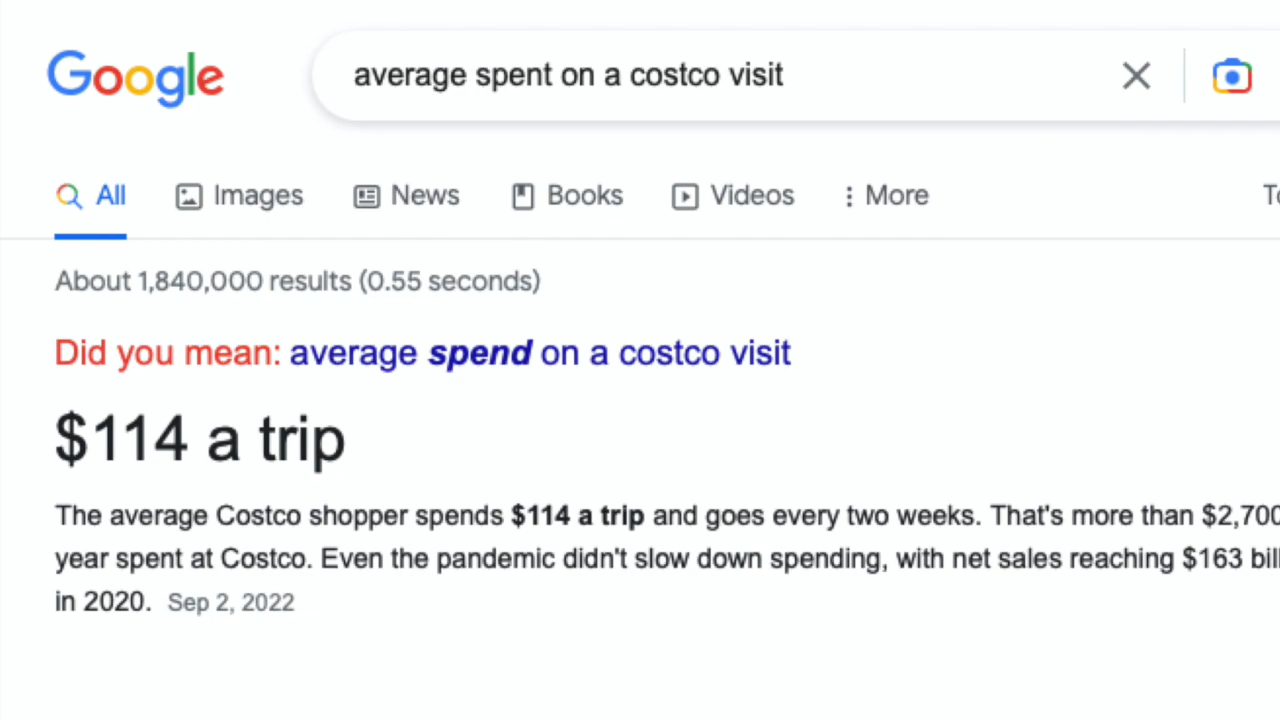 Google
average spent on a costco visit
All Images News Books Videos More
About 1,840,000 results (0.55 seconds)
Did you mean: average spend on a costco visit
$114 a trip
The average Costco shopper spends $114 a trip and goes every two weeks. That's more than $2,700
year spent at Costco. Even the pandemic didn't slow down spending, with net sales reaching $163
in 2020. Sep 2, 2022